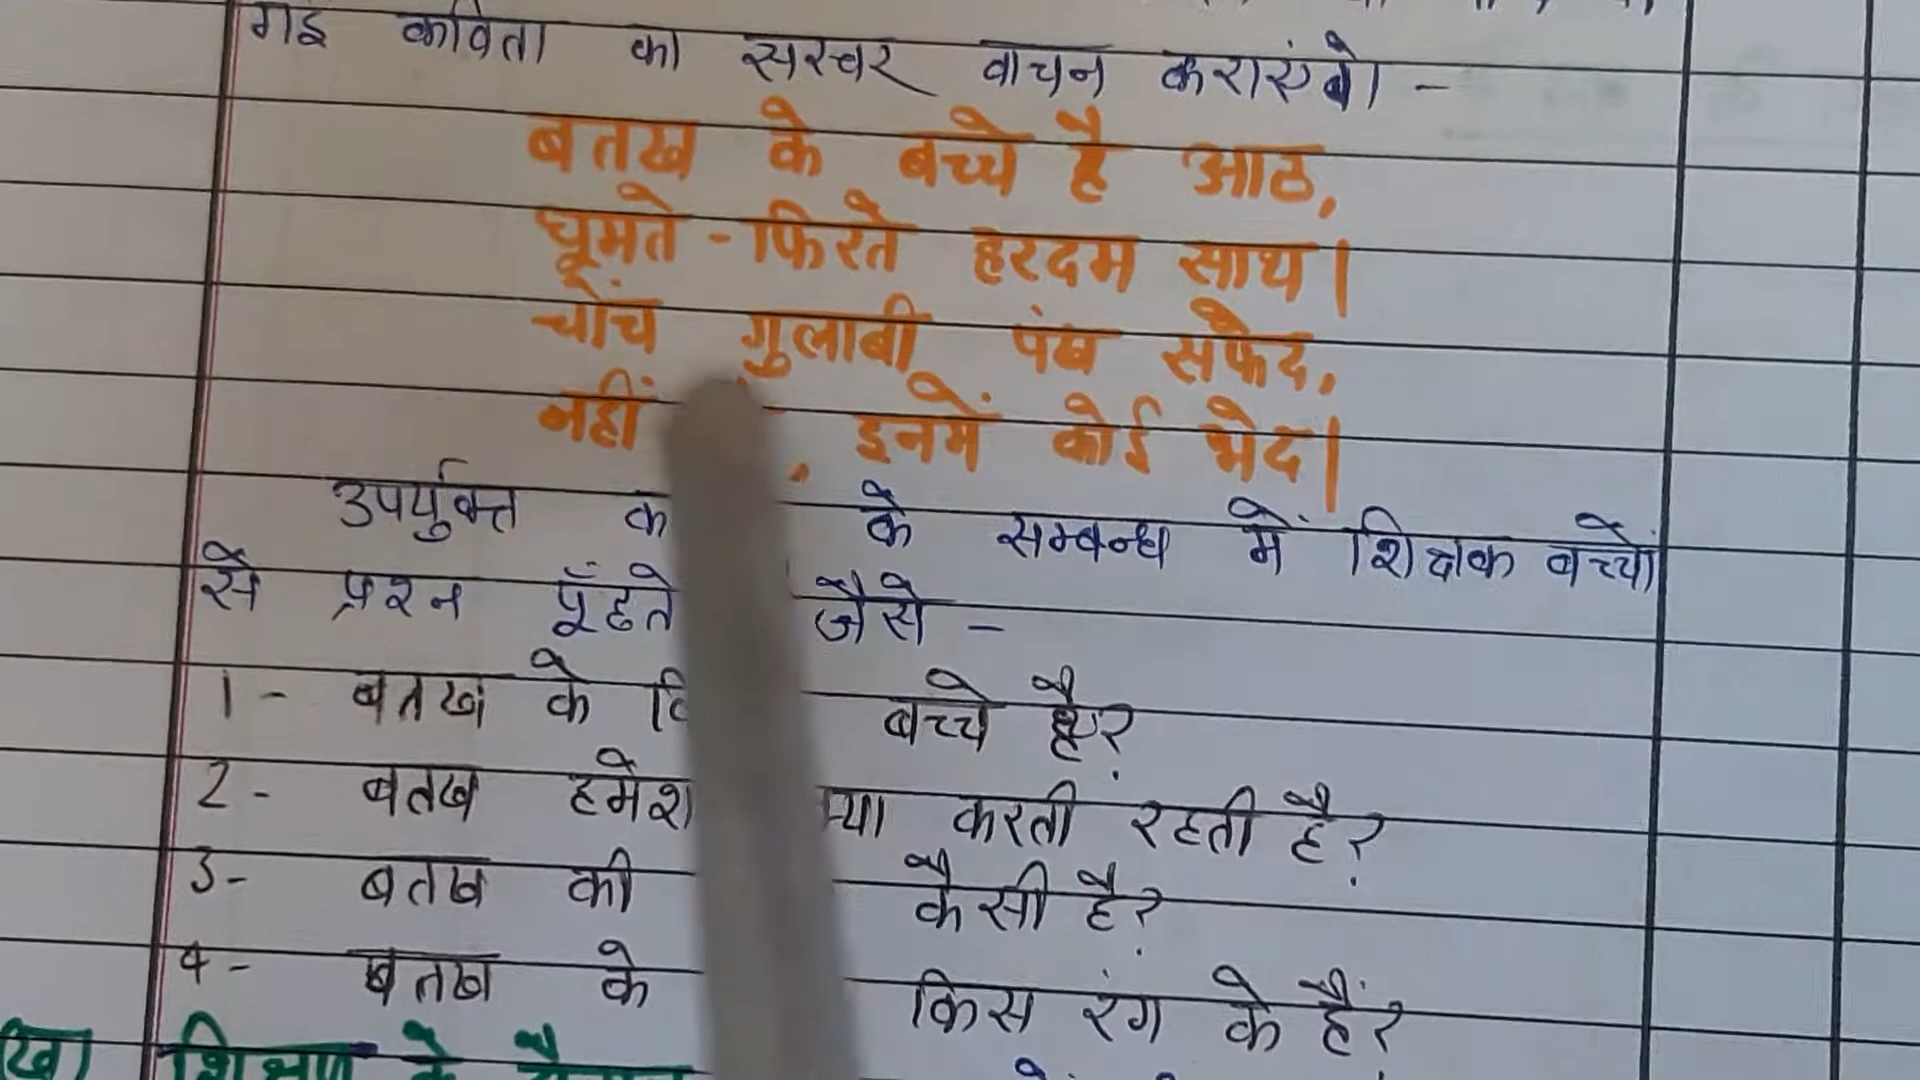 गई कविता का सस्वर वाचन कराएंगे। -
बतख के बच्चे है आठ,
घूमते - फिरते हरदम साथ।
चोंच गुलाबी पंख सफेद,
नहीं इनमें कोई भेद।
उपर्युक्त के सम्बन्ध में शिक्षक बच्चों
से प्रश्न पूँछते जैसे -
1 - बतख के बच्चे है?
2 - बतख क्या करती रहती है?
3 - बतख की कैसी है?
4 - बतख के किस रंग के हैं?
(ख) शिक्षण के